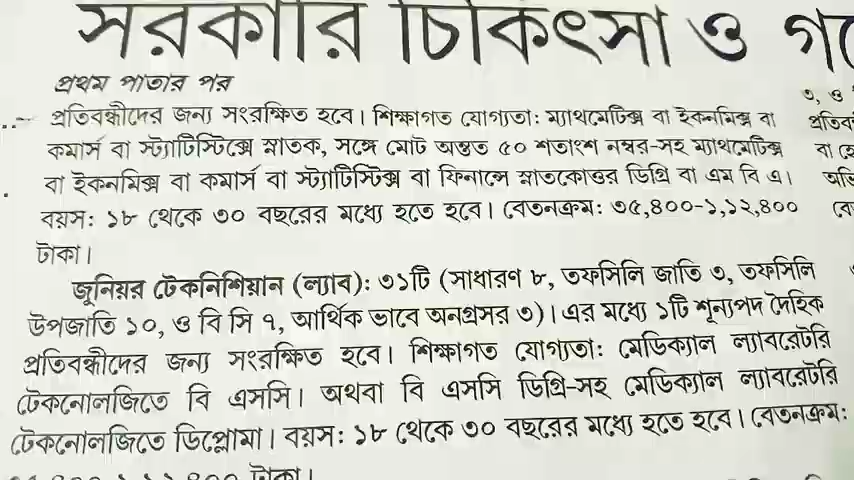 সরকারি চিকিৎসা ও
প্রথম পাতার পর
প্রতিবন্ধীদের জন্য সংরক্ষিত হবে। শিক্ষাগত যোগ্যতা: ম্যাথমেটিক্স বা ইকনমিক্স বা
কমার্স বা স্ট্যাটিস্টিক্সে স্নাতক, সঙ্গে মোট অন্তত ৫০ শতাংশ নম্বর-সহ ম্যাথমেটিক্স
বা ইকনমিক্স বা কমার্স বা স্ট্যাটিস্টিক্স বা ফিনান্সে স্নাতকোত্তর ডিগ্রি বা এম বি এ।
বয়স: ১৮ থেকে ৩০ বছরের মধ্যে হতে হবে। বেতনক্রম: ৩৫,৪০০-১,১২,৪০০
টাকা।
জুনিয়র টেকনিশিয়ান (ল্যাব): ৩১টি (সাধারণ ৮, তফসিলি জাতি ৩, তফসিলি
উপজাতি ১০, ও বি সি ৭, আর্থিক ভাবে অনগ্রসর ৩)। এর মধ্যে ১টি শূন্যপদ দৈহিক
প্রতিবন্ধীদের জন্য সংরক্ষিত হবে। শিক্ষাগত যোগ্যতা: মেডিক্যাল ল্যাবরেটরি
টেকনোলজিতে বি এসসি। অথবা বি এসসি ডিগ্রি-সহ মেডিক্যাল ল্যাবরেটরি
টেকনোলজিতে ডিপ্লোমা। বয়স: ১৮ থেকে ৩০ বছরের মধ্যে হতে হবে। বেতনক্রম:
টাকা।
৩, ও
বা